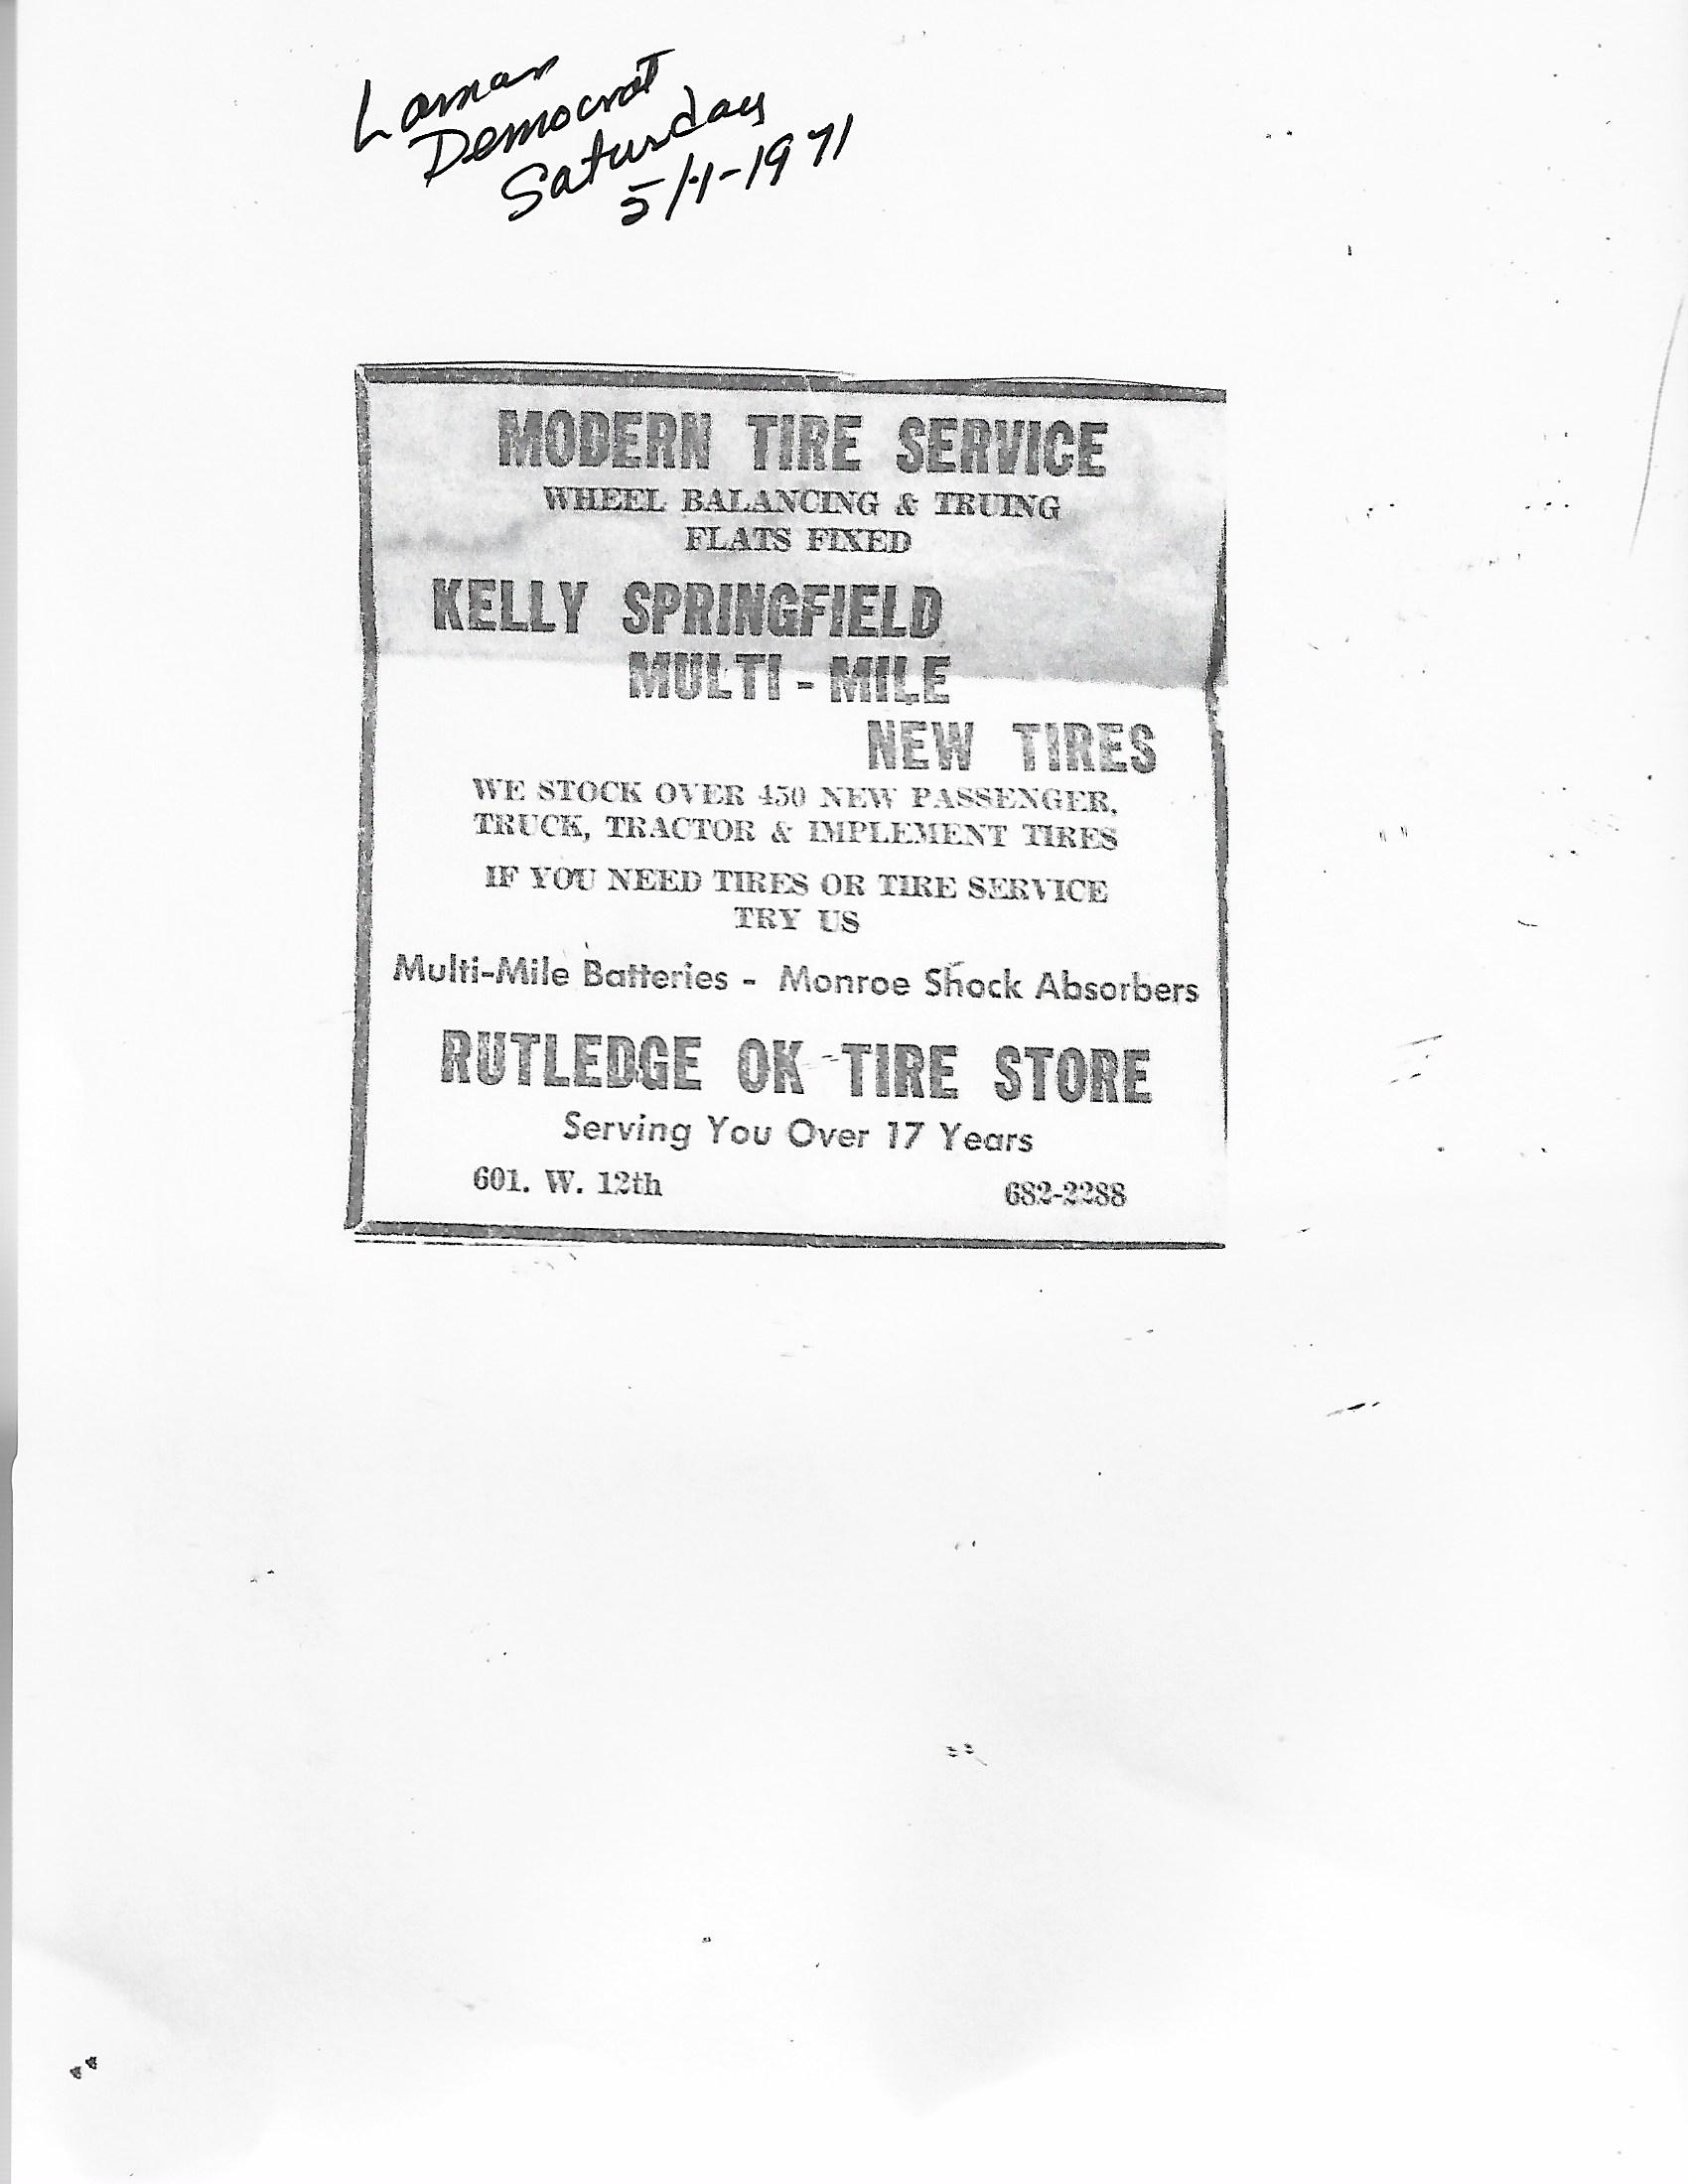 Lamar
Democrat
Saturday
5/1-1971
MODERN TIRE SERVICE
WHEEL BALANCING & TRUING
FLATS FIXED
KELLY SPRINGFIELD
MULTI - MILE
NEW TIRES
WE STOCK OVER 450 NEW PASSENGER,
TRUCK, TRACTOR & IMPLEMENT TIRES
IF YOU NEED TIRES OR TIRE SERVICE
TRY US
Multi-Mile Batteries - Monroe Shock Absorbers
RUTLEDGE OK TIRE STORE
Serving You Over 17 Years
601. W. 12th 682-2288